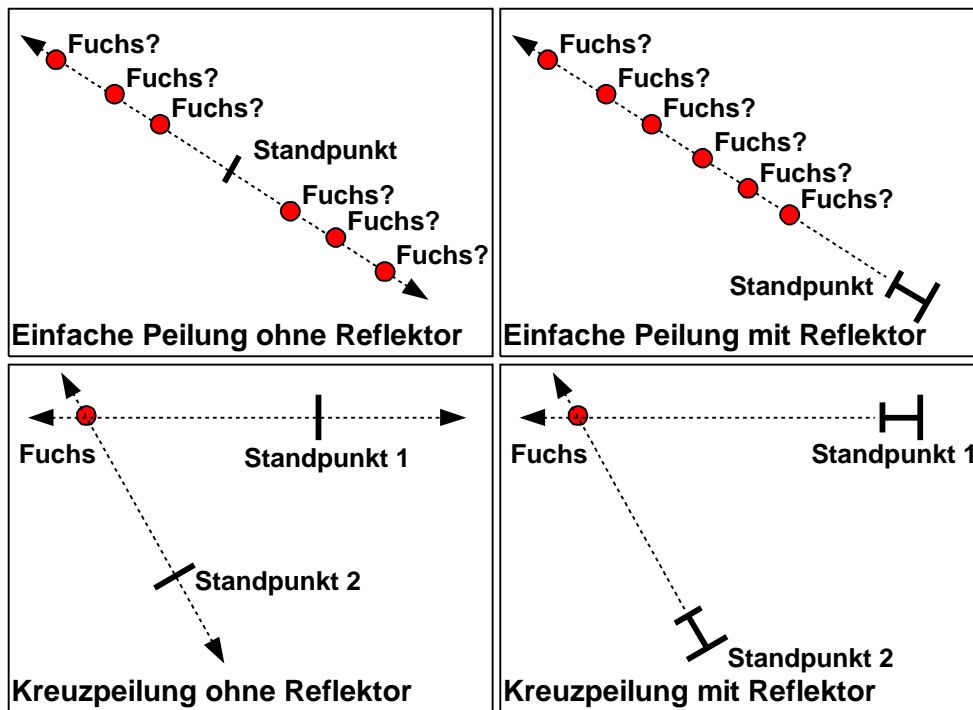 Fuchs?
Fuchs?
Fuchs?
Standpunkt
Fuchs?
Fuchs?
Fuchs?
Einfache Peilung ohne Reflektor
Fuchs?
Fuchs?
Fuchs?
Fuchs?
Fuchs?
Fuchs?
Standpunkt
Einfache Peilung mit Reflektor
Fuchs
Standpunkt 1
Standpunkt 2
Kreuzpeilung ohne Reflektor
Fuchs
Standpunkt 1
Standpunkt 2
Kreuzpeilung mit Reflektor